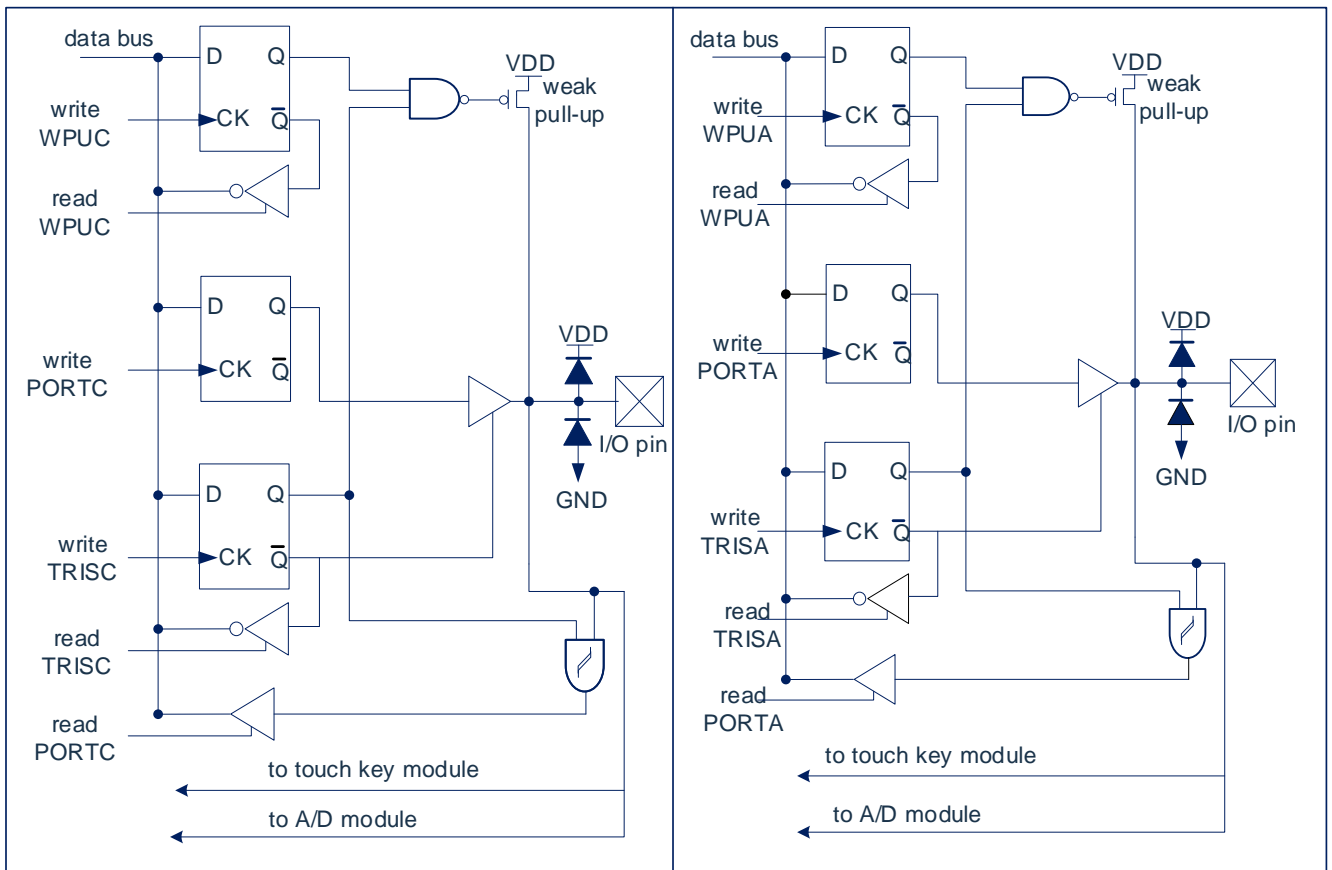 data bus
D
Q
VDD
weak
pull-up
write
WPUC
CK
Q
read
WPUC
D
Q
VDD
write
PORTC
CK
Q
I/O pin
GND
D
Q
write
TRISC
CK
Q
read
TRISC
read
PORTC
to touch key module
to A/D module
data bus
D
Q
VDD
weak
pull-up
write
WPUA
CK
Q
read
WPUA
D
Q
VDD
write
PORTA
CK
Q
I/O pin
GND
D
Q
write
TRISA
CK
Q
read
TRISA
read
PORTA
to touch key module
to A/D module